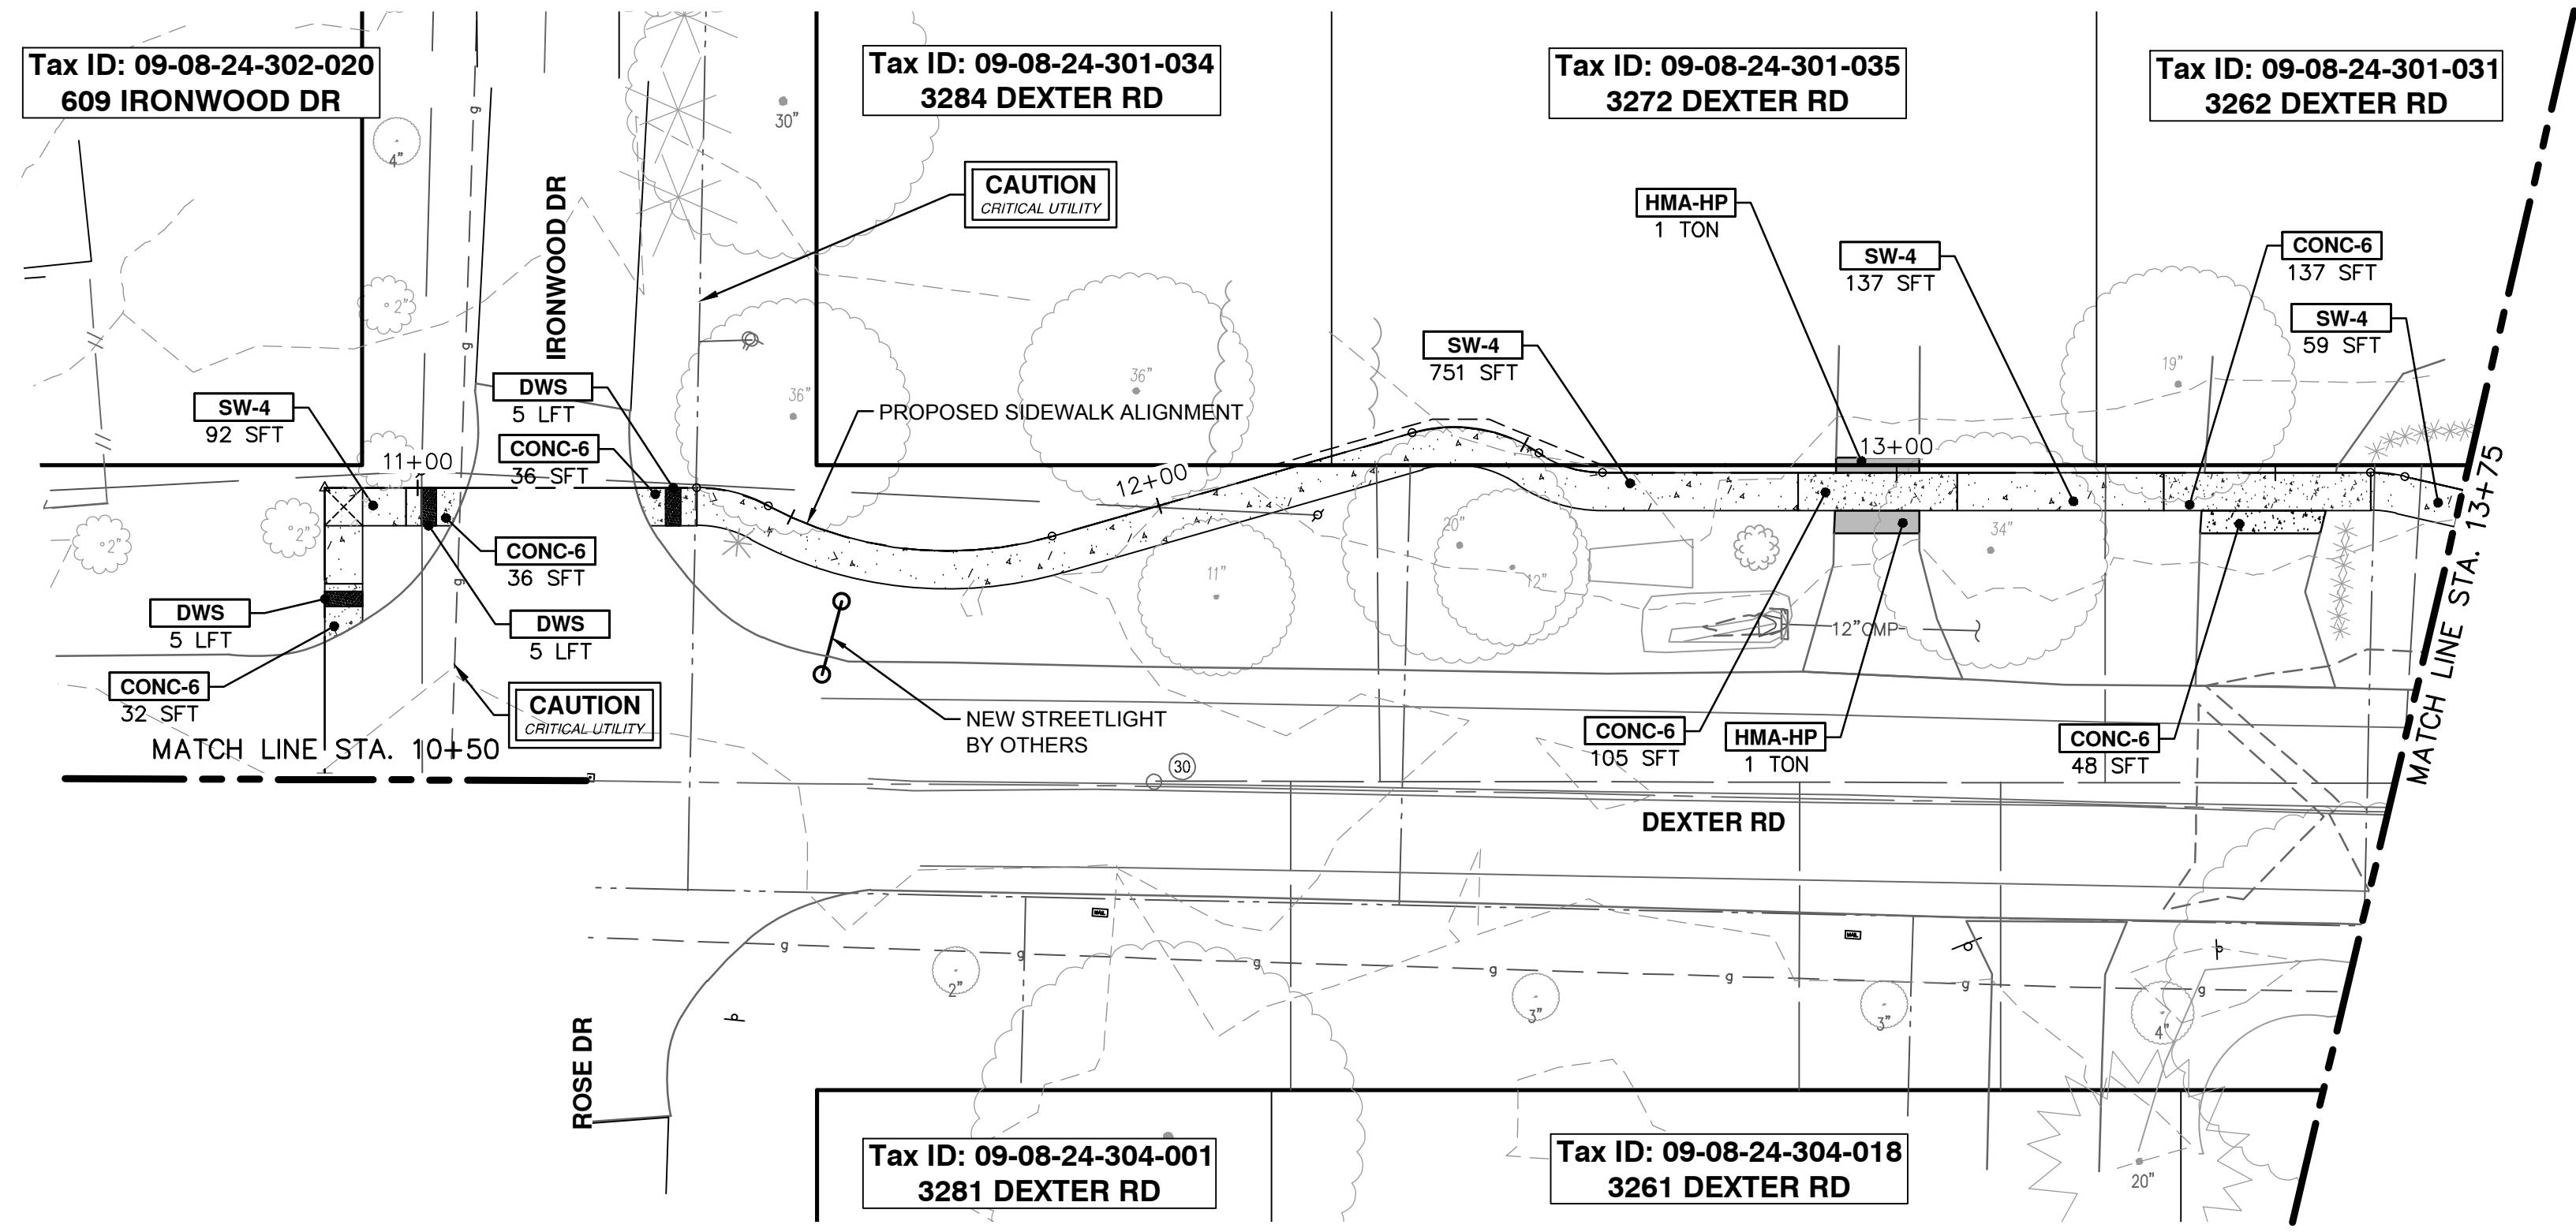 Tax ID: 09-08-24-302-020
609 IRONWOOD DR
Tax ID: 09-08-24-301-034
3284 DEXTER RD
Tax ID: 09-08-24-301-035
3272 DEXTER RD
Tax ID: 09-08-24-301-031
3262 DEXTER RD
g
4"
30"
CAUTION
CRITICAL UTILITY
IRONWOOD DR
HMA-HP
1 TON
SW-4
137 SFT
CONC-6
137 SFT
SW-4
59 SFT
2"
g
SW-4
751 SFT
19"
36"
36"
SW-4
92 SFT
DWS
5 LFT
PROPOSED SIDEWALK ALIGNMENT
CONC-6
36 SFT
11+00
12+00
13+00
MATCH LINE STA. 13+75
2"
2"
20"
34"
CONC-6
36 SFT
11"
12"
g
DWS
5 LFT
DWS
5 LFT
12"CMP
CONC-6
32 SFT
CAUTION
CRITICAL UTILITY
NEW STREETLIGHT
BY OTHERS
CONC-6
105 SFT
HMA-HP
1 TON
CONC-6
48 SFT
MATCH LINE STA. 10+50
30
DEXTER RD
MAIL
MAIL
g
g
g
g
g
g
g
2"
3"
3"
4"
ROSE DR
Tax ID: 09-08-24-304-001
3281 DEXTER RD
Tax ID: 09-08-24-304-018
3261 DEXTER RD
20"